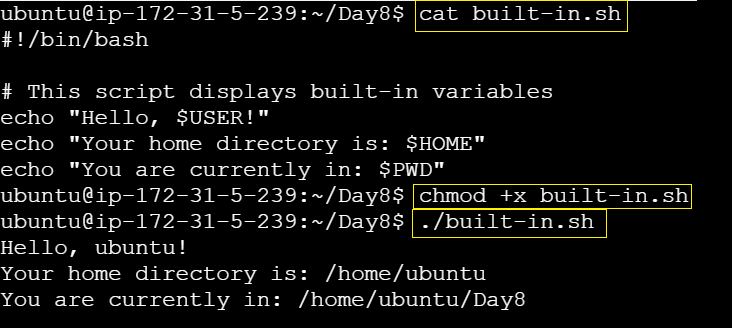 ubuntu@ip-172-31-5-239:~/Day8$ cat built-in.sh
#!/bin/bash
# This script displays built-in variables
echo "Hello, $USER!"
echo "Your home directory is: $HOME"
echo "You are currently in: $PWD"
ubuntu@ip-172-31-5-239:~/Day8$ chmod +x built-in.sh
ubuntu@ip-172-31-5-239:~/Day8$ ./built-in.sh
Hello, ubuntu!
Your home directory is: /home/ubuntu
You are currently in: /home/ubuntu/Day8